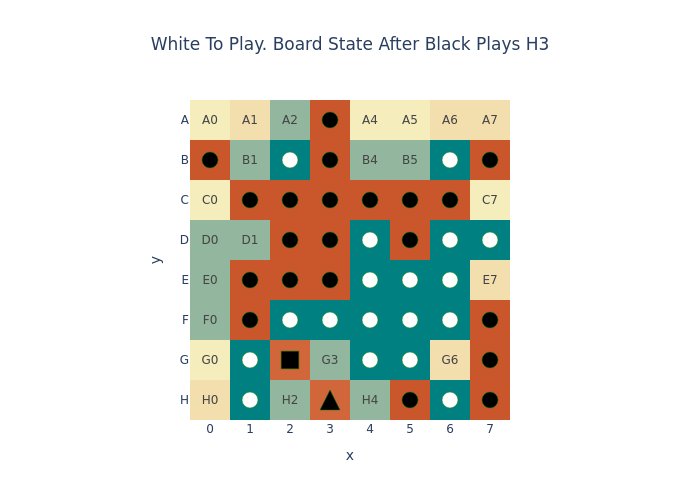 White To Play. Board State After Black Plays H3
A A0 A1 A2 A4 A5 A6 A7
B B1 B4 B5
C C0 C7
D D0 D1
y
E E0 E7
F F0
G G0 G3 G6
H H0 H2 H4
0 1 2 3 4 5 6 7
x